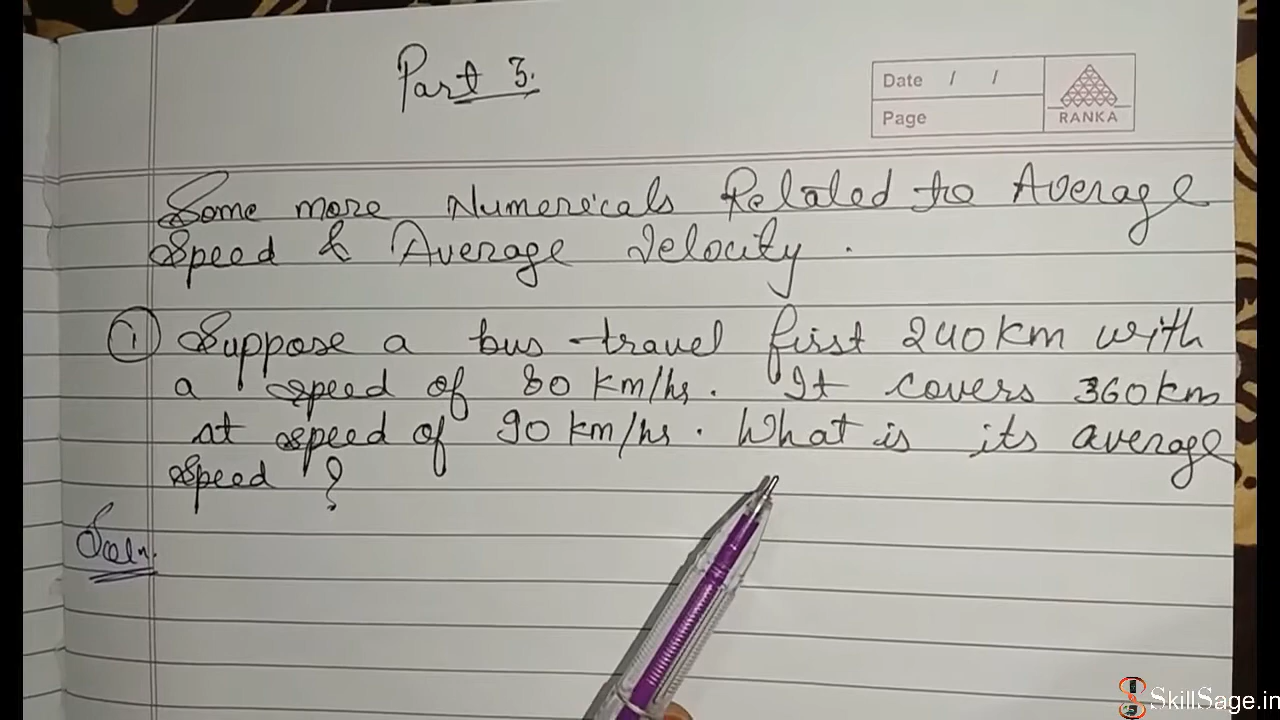 Part 3.
Date / /
Page
RANKA
Some more Numericals Related to Average
Speed & Average Velocity.
① Suppose a bus travel first 240 km with
a speed of 80 km/hs. It covers 360 km
at speed of 90 km/hs. What is its average
speed ?
Soln.
SkillSage.in